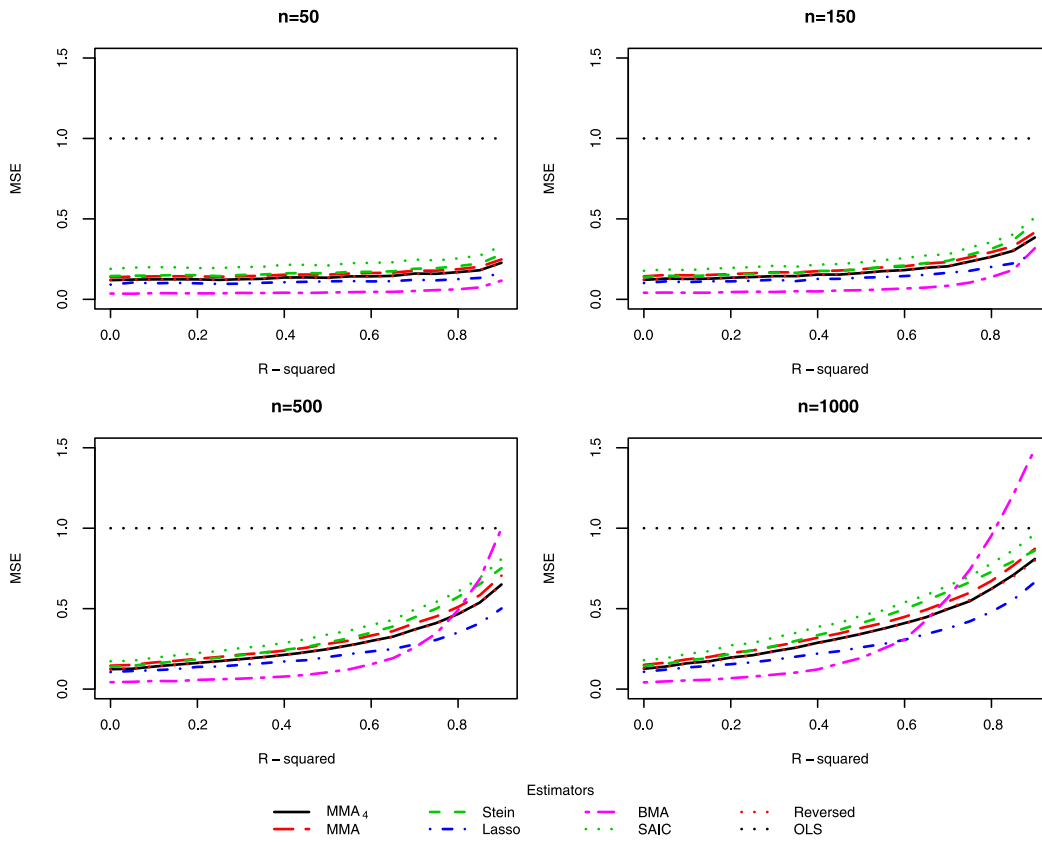 n=50
n=150
1.5
1.0
0.5
0.0
MSE
0.0 0.2 0.4 0.6 0.8
R − squared
1.5
1.0
0.5
0.0
MSE
0.0 0.2 0.4 0.6 0.8
R − squared
n=500
n=1000
1.5
1.0
0.5
0.0
MSE
0.0 0.2 0.4 0.6 0.8
R − squared
1.5
1.0
0.5
0.0
MSE
0.0 0.2 0.4 0.6 0.8
R − squared
Estimators
MMA₄ Stein BMA Reversed
MMA Lasso SAIC OLS